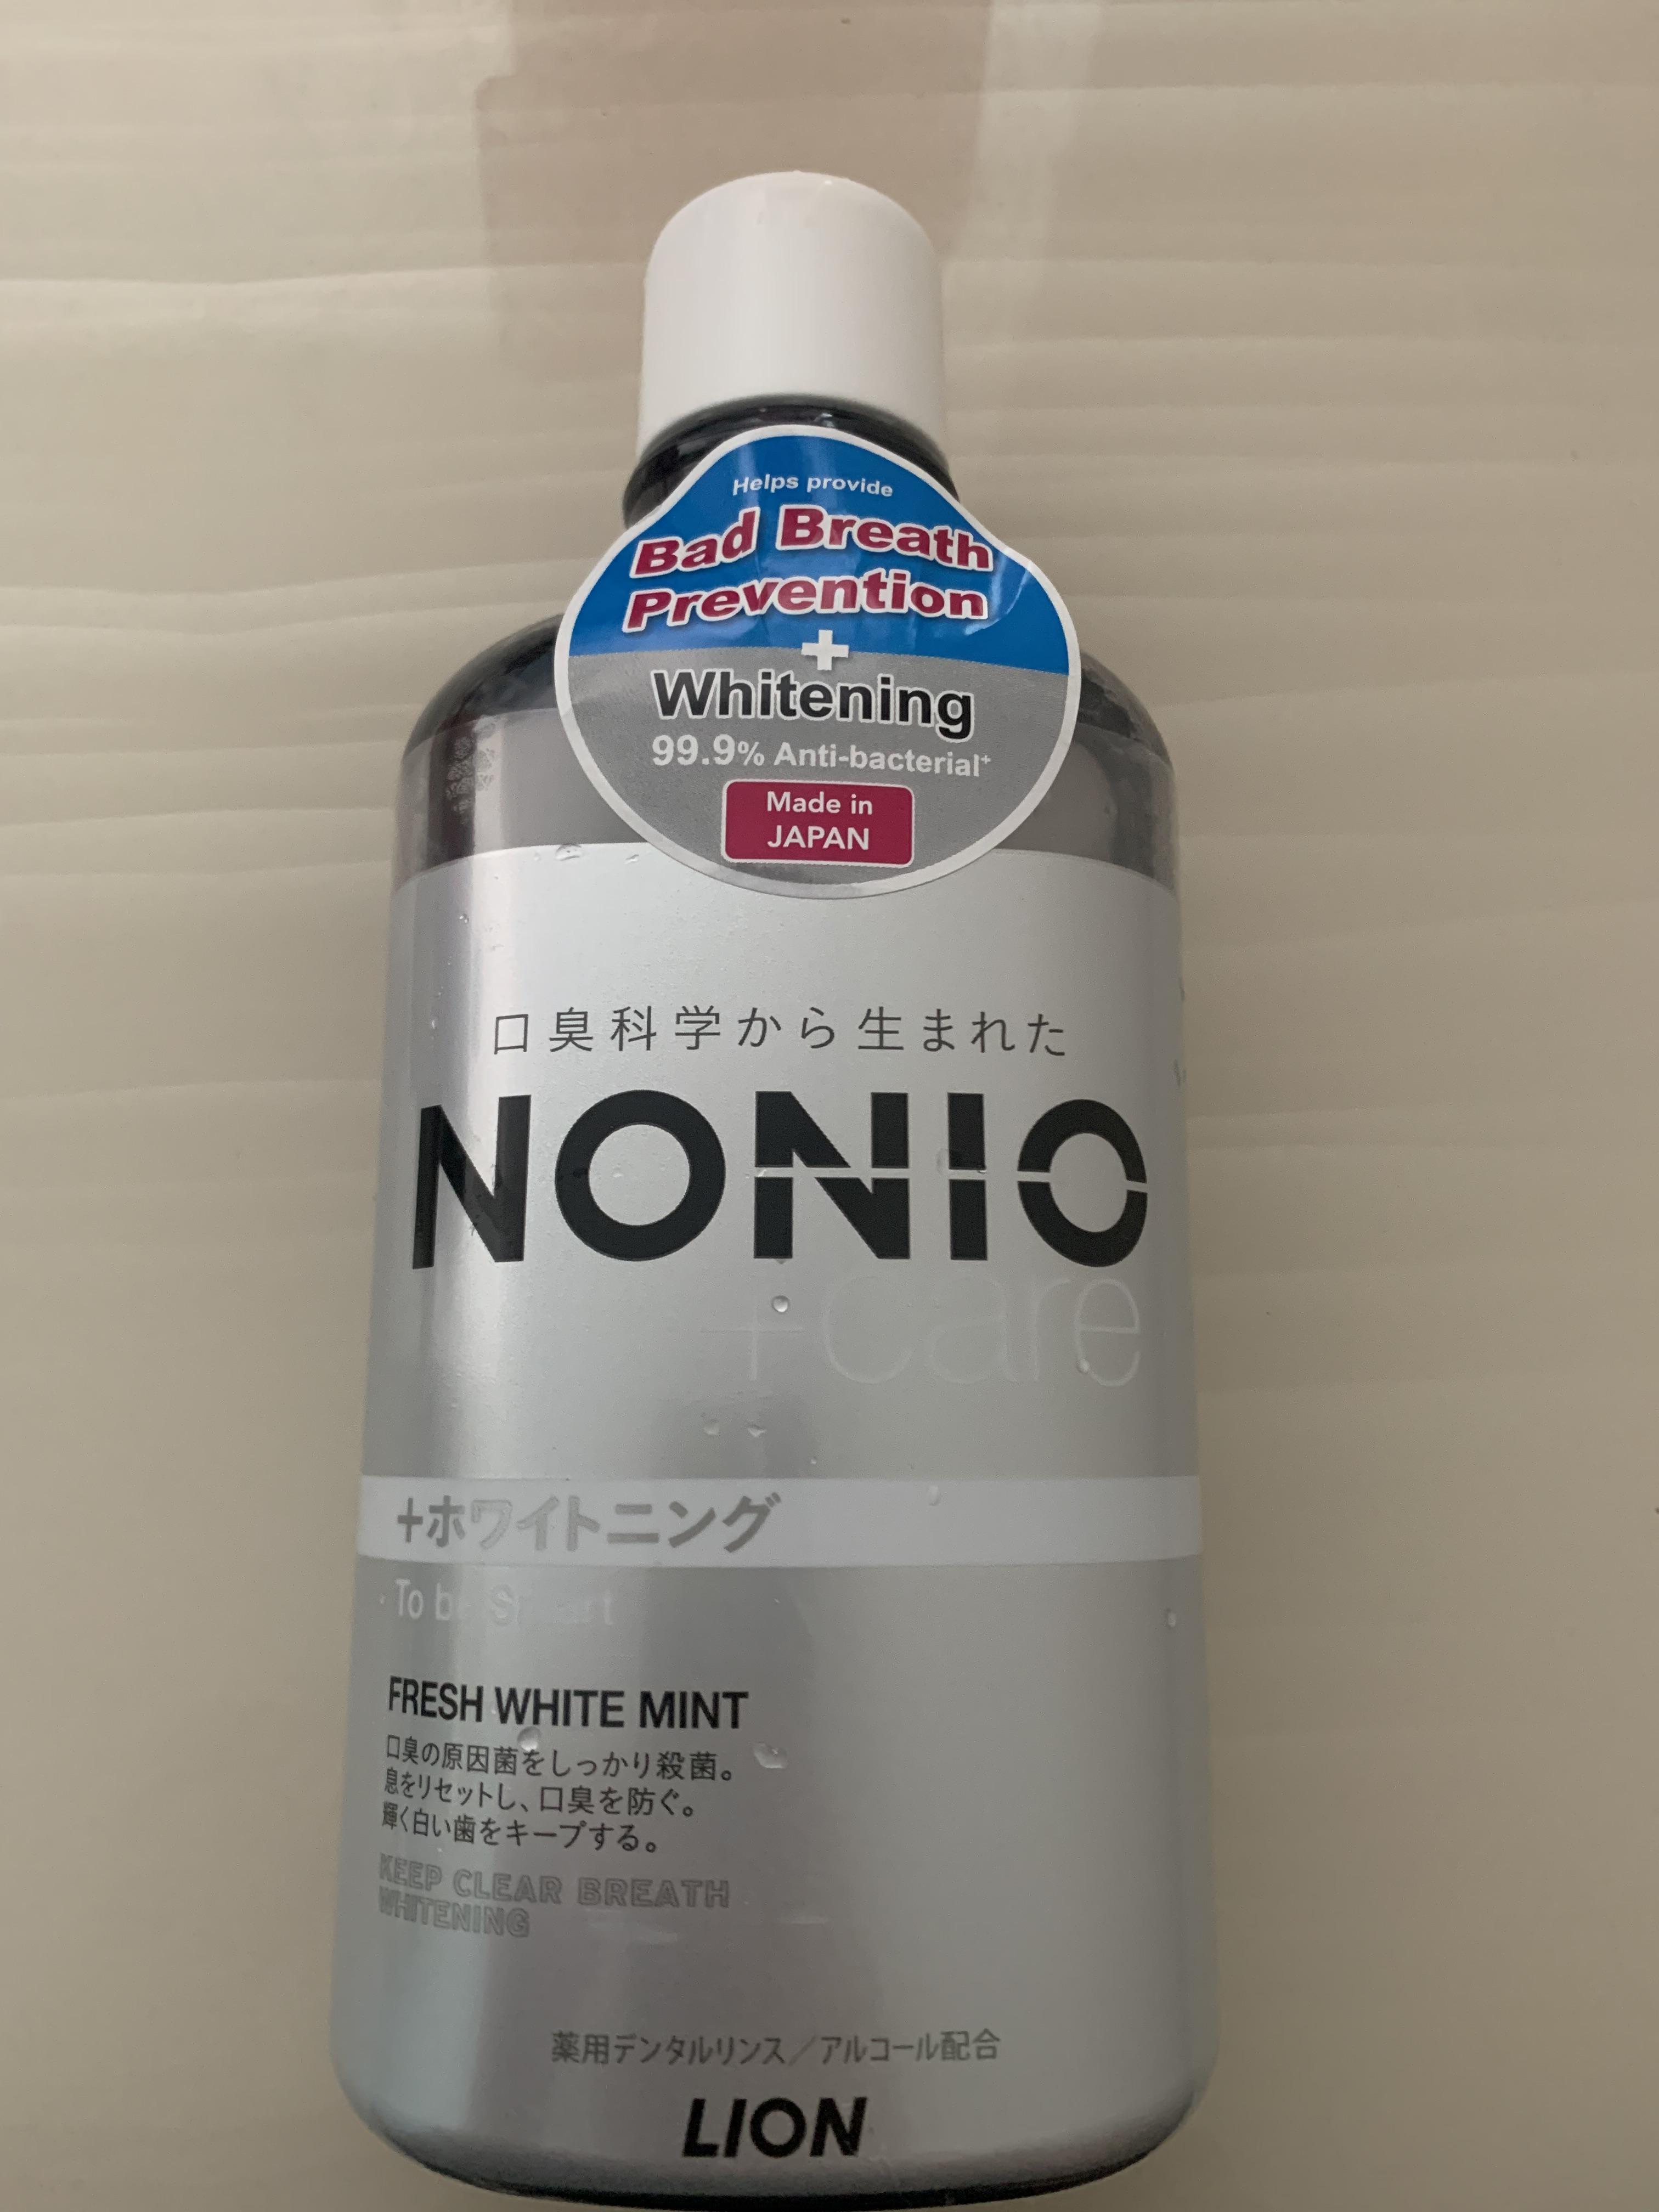 Helps provide
Bad Breath
Prevention
+
Whitening
99.9% Anti-bacterial+
Made in
JAPAN
口臭科学から生まれた
NONIO
+care
+ホワイトニング
To be Smart
FRESH WHITE MINT
口臭の原因菌をしっかり殺菌。
息をリセットし、口臭を防ぐ。
輝く白い歯をキープする。
KEEP CLEAR BREATH
WHITENING
薬用デンタルリンス／アルコール配合
LION